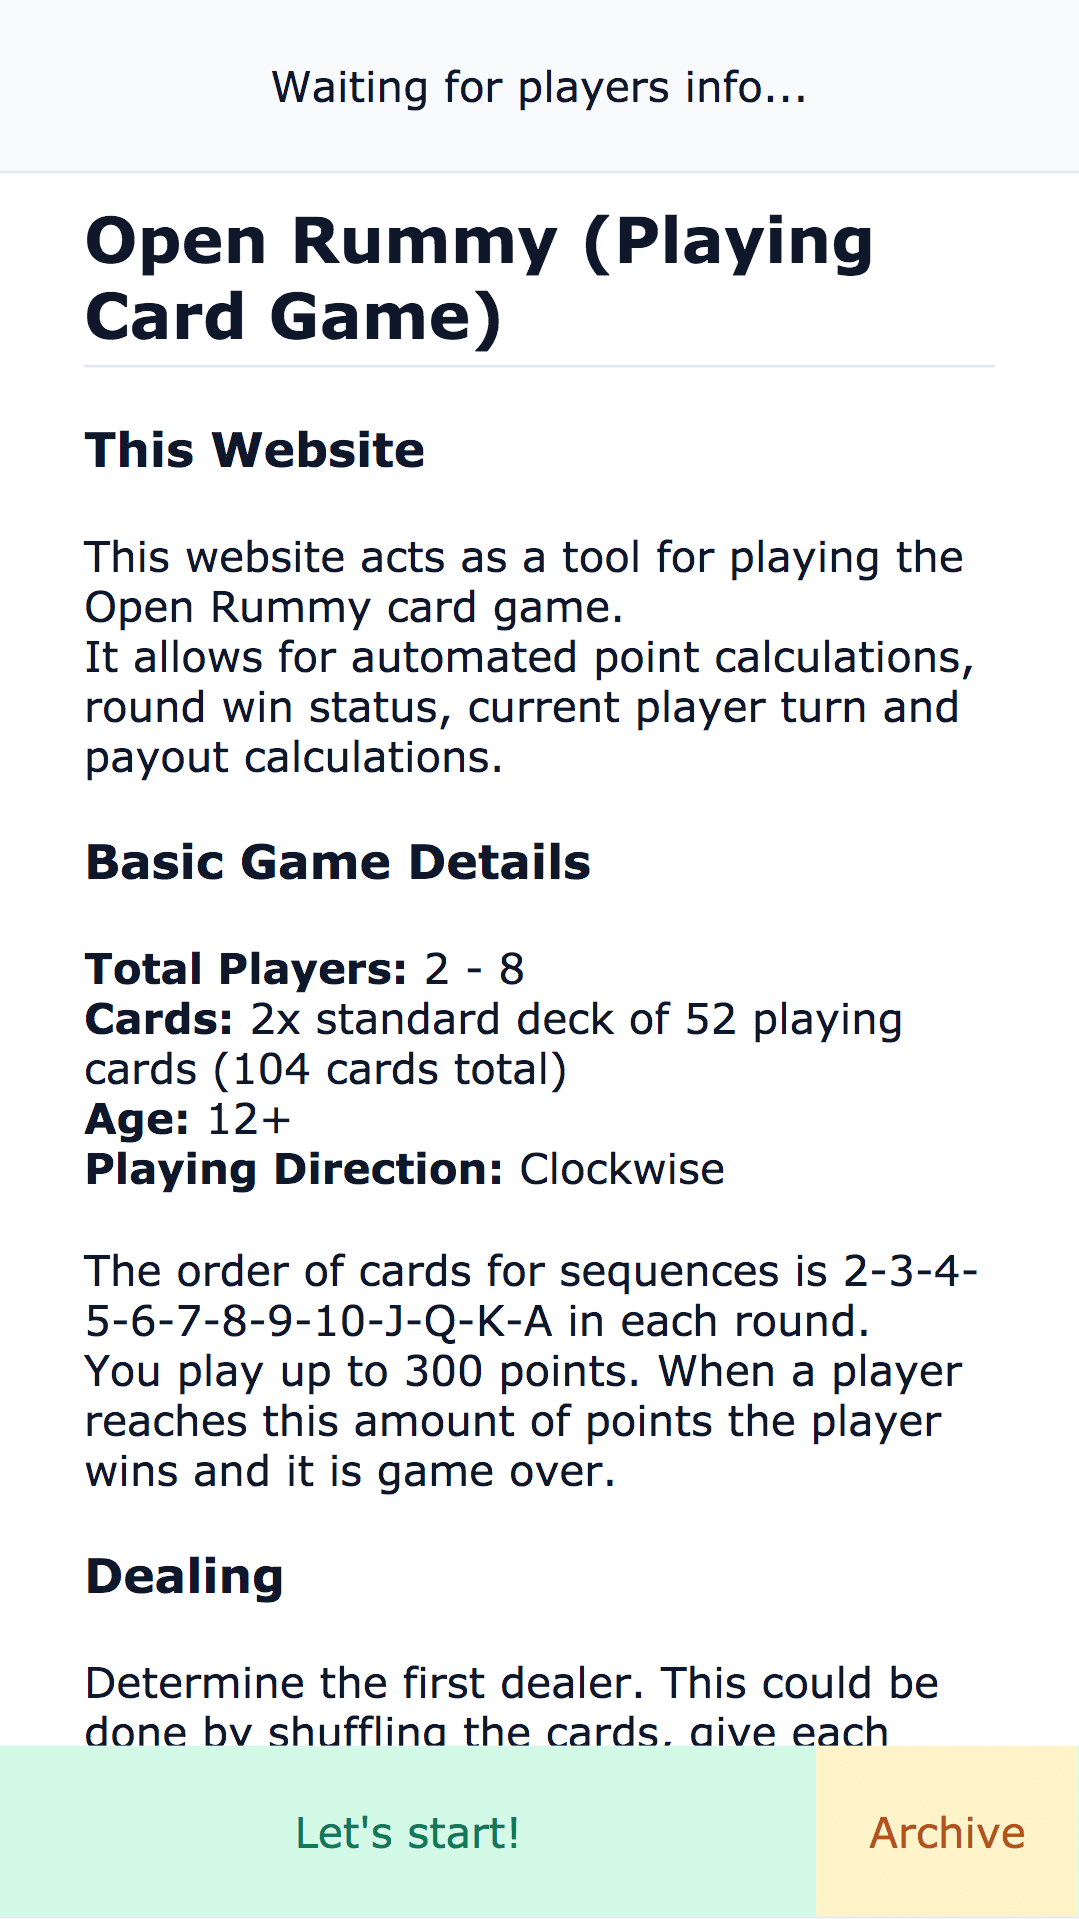 Waiting for players info...
Open Rummy (Playing
Card Game)
This Website
This website acts as a tool for playing the
Open Rummy card game.
It allows for automated point calculations,
round win status, current player turn and
payout calculations.
Basic Game Details
Total Players: 2 - 8
Cards: 2x standard deck of 52 playing
cards (104 cards total)
Age: 12+
Playing Direction: Clockwise
The order of cards for sequences is 2-3-4-
5-6-7-8-9-10-J-Q-K-A in each round.
You play up to 300 points. When a player
reaches this amount of points the player
wins and it is game over.
Dealing
Determine the first dealer. This could be
done by shuffling the cards, give each
Let's start!
Archive